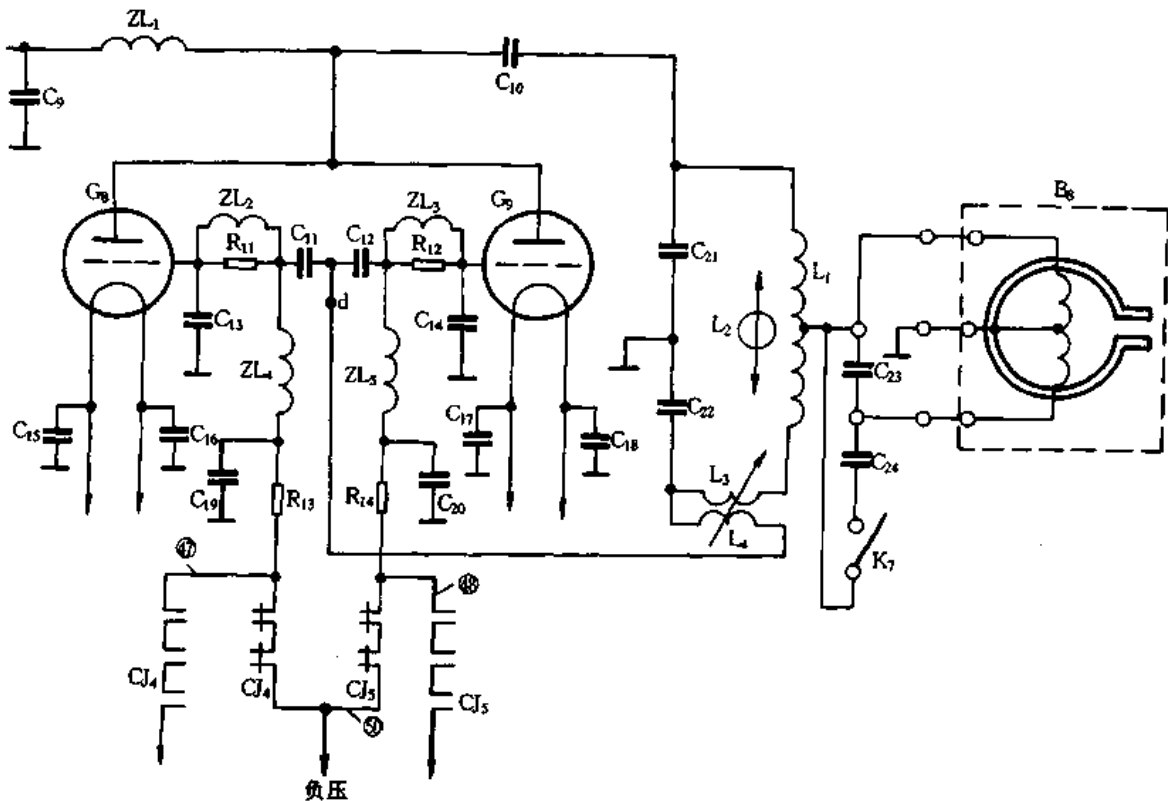 ZL₁
C₉
C₁₀
G₈
ZL₂
R₁₁
C₁₁
C₁₂
ZL₃
R₁₂
G₉
B₈
C₁₃
d
C₁₄
C₂₁
L₁
L₂
ZL₄
ZL₅
C₂₃
C₂₂
C₁₅
C₁₆
C₁₇
C₁₈
C₂₄
C₁₉
R₁₃
R₁₄
C₂₀
L₃
L₄
K₇
㊼
㊽
CJ₄
CJ₄
CJ₅
CJ₅
㊿
负压